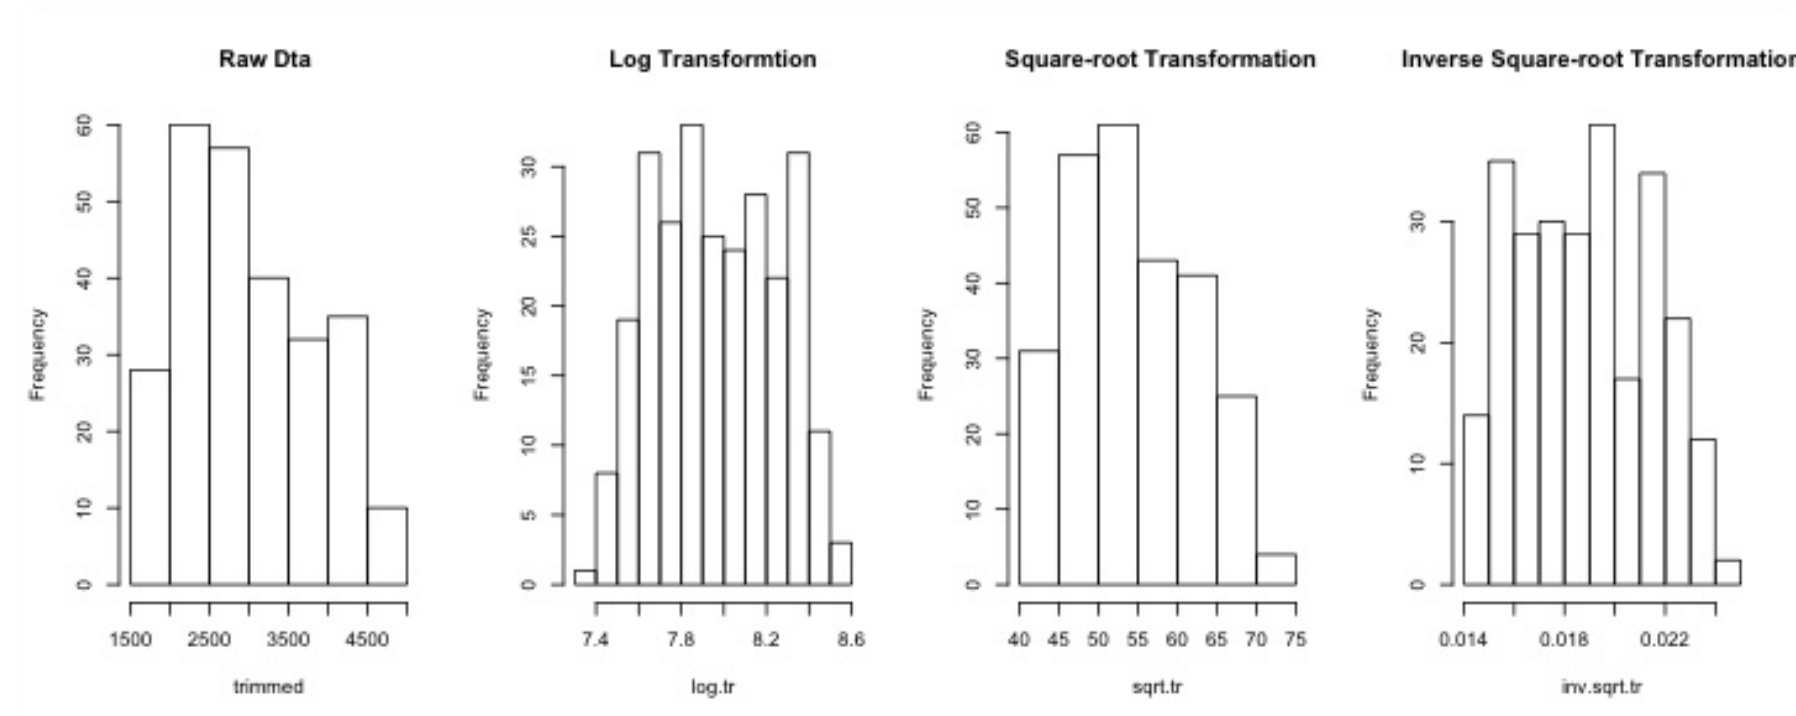 Raw Dta
Log Transformtion
Square-root Transformation
Inverse Square-root Transformation
Frequency
0 10 20 30 40 50 60
1500 2500 3500 4500
trimmed
Frequency
0 5 10 15 20 25 30
7.4 7.8 8.2 8.6
log.tr
Frequency
0 10 20 30 40 50 60
40 45 50 55 60 65 70 75
sqrt.tr
Frequency
0 10 20 30
0.014 0.018 0.022
inv.sqrt.tr